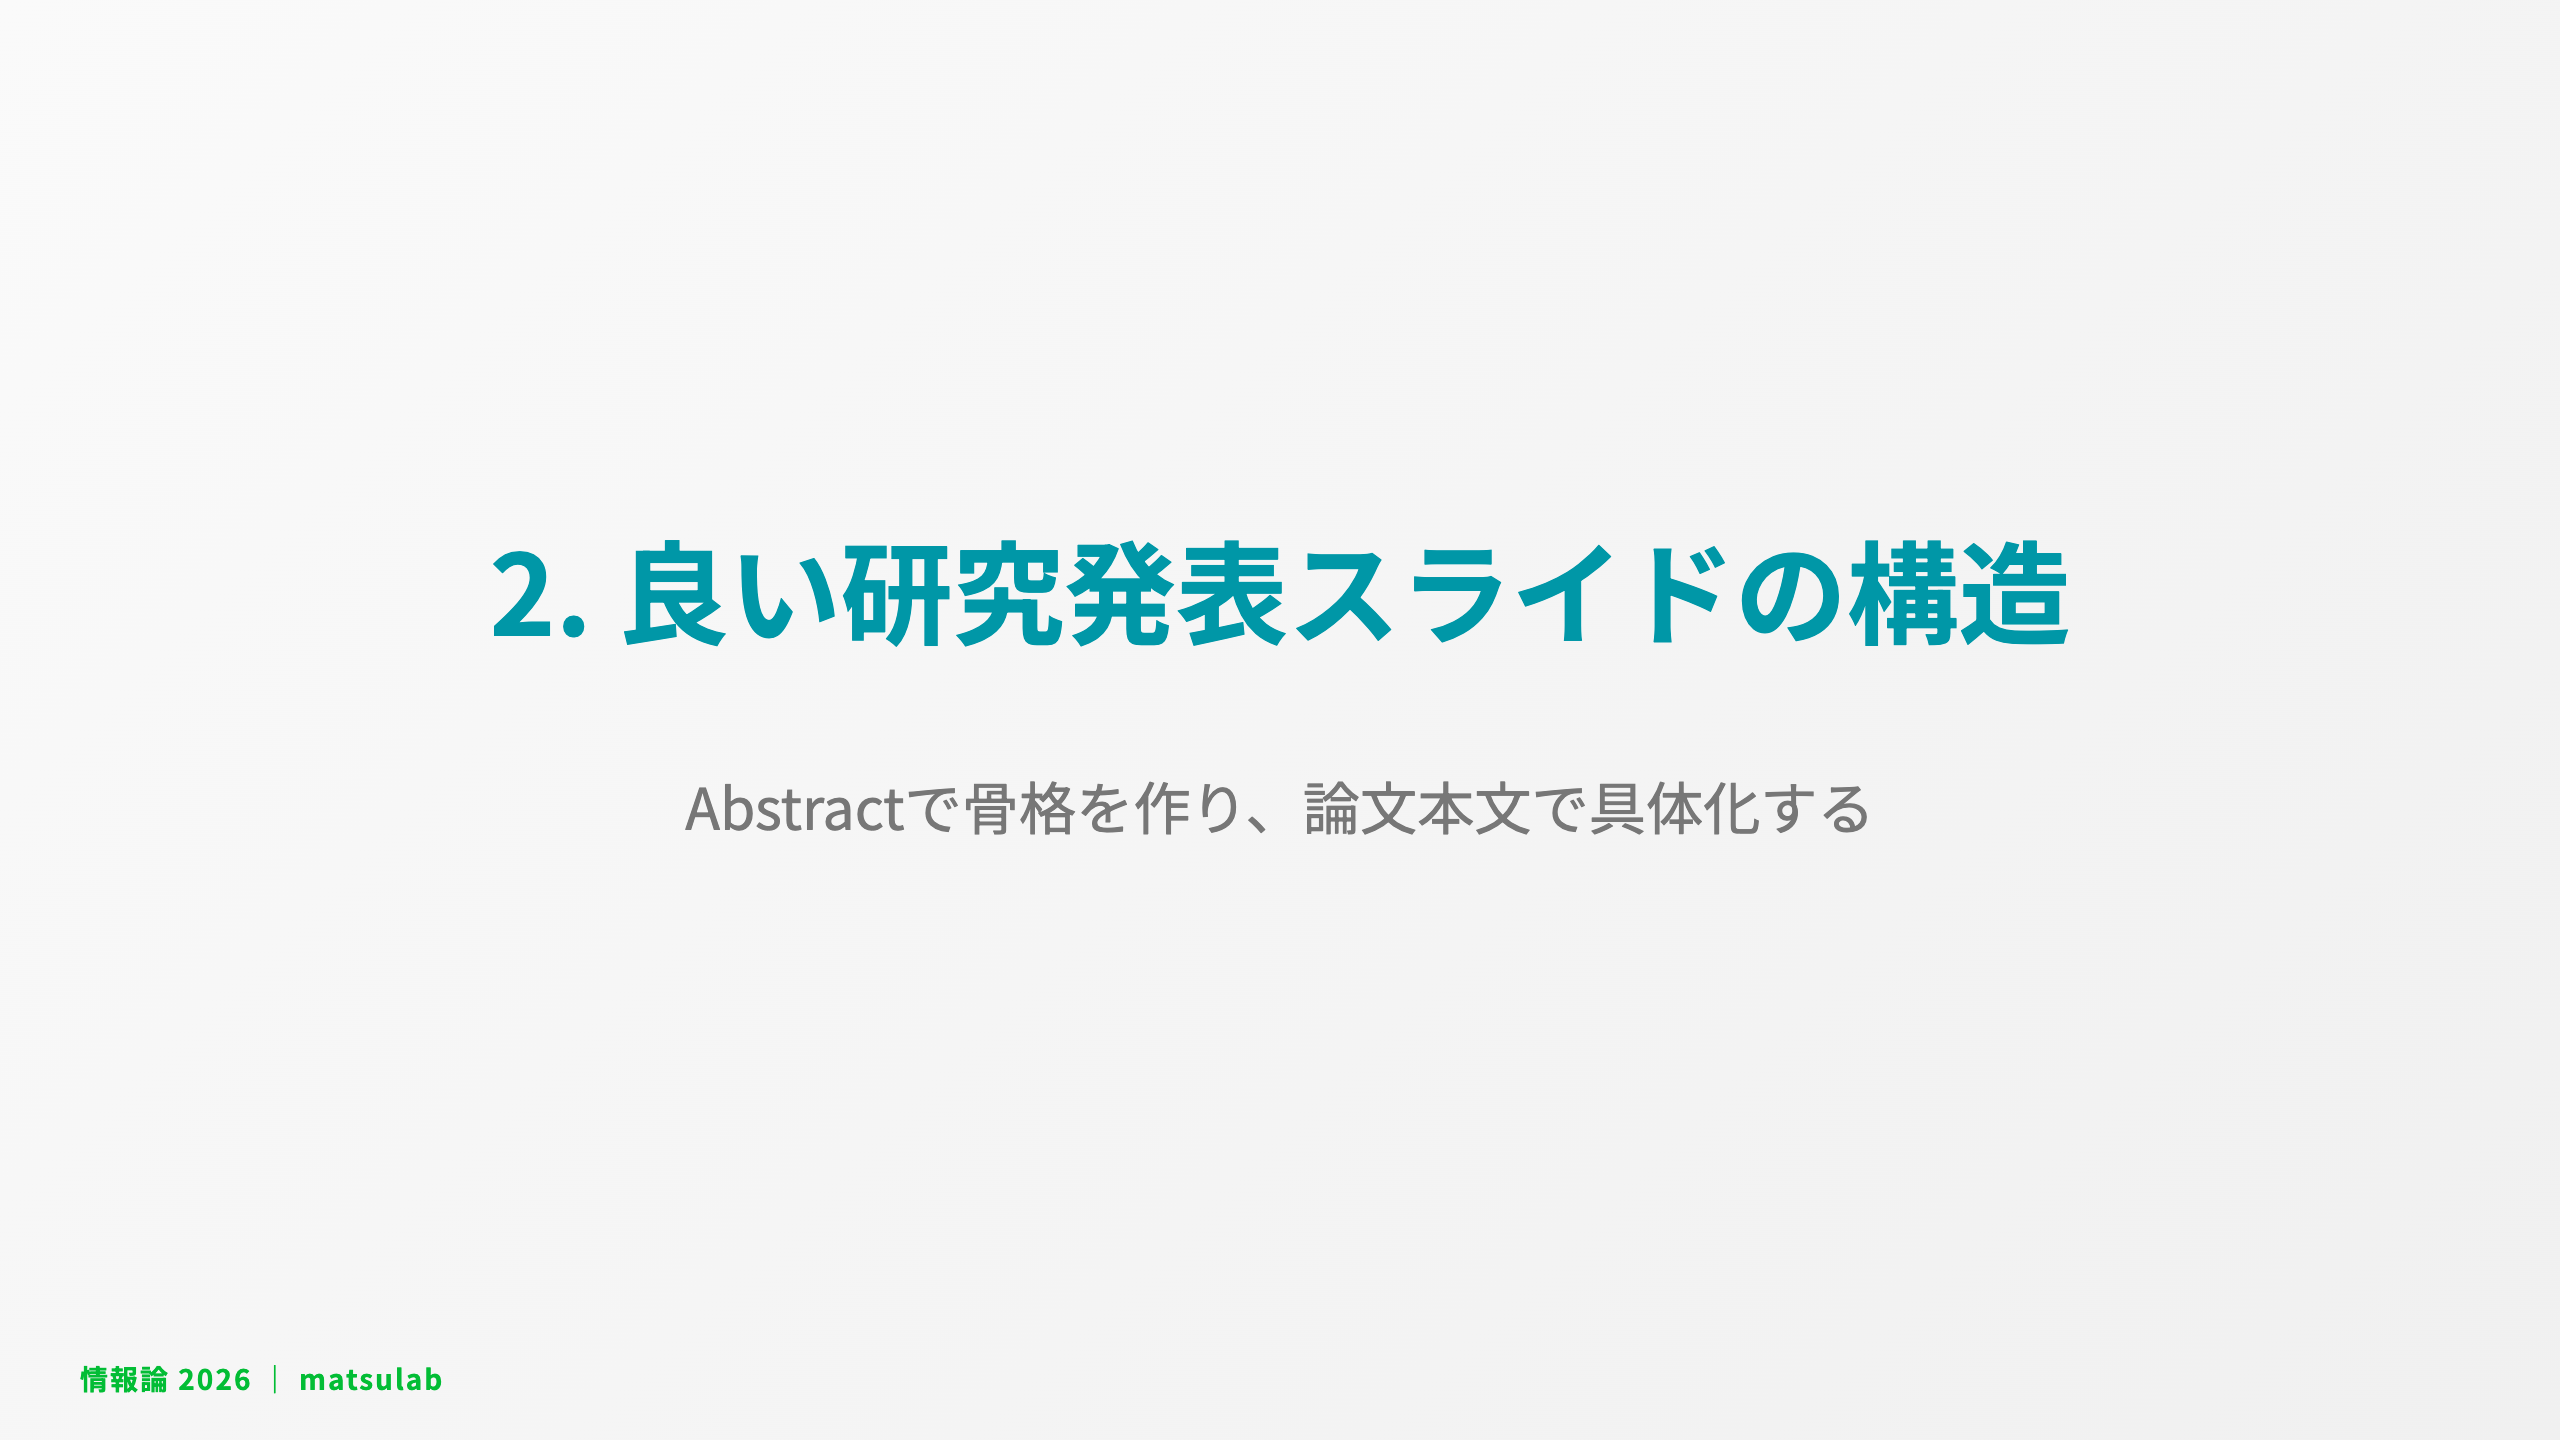 2. 良い研究発表スライドの構造
Abstractで骨格を作り、論文本文で具体化する
情報論 2026 ｜ matsulab